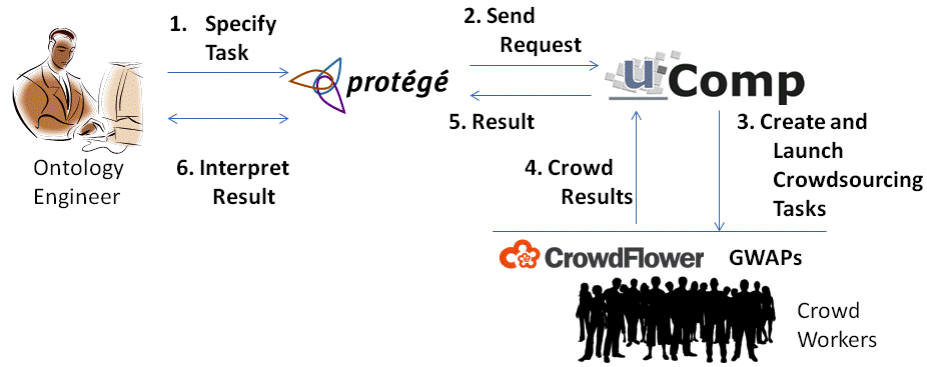 1. Specify
Task
protégé
2. Send
Request
uComp
5. Result
3. Create and
Launch
Crowdsourcing
Tasks
Ontology
Engineer
6. Interpret
Result
4. Crowd
Results
CrowdFlower GWAPs
Crowd
Workers